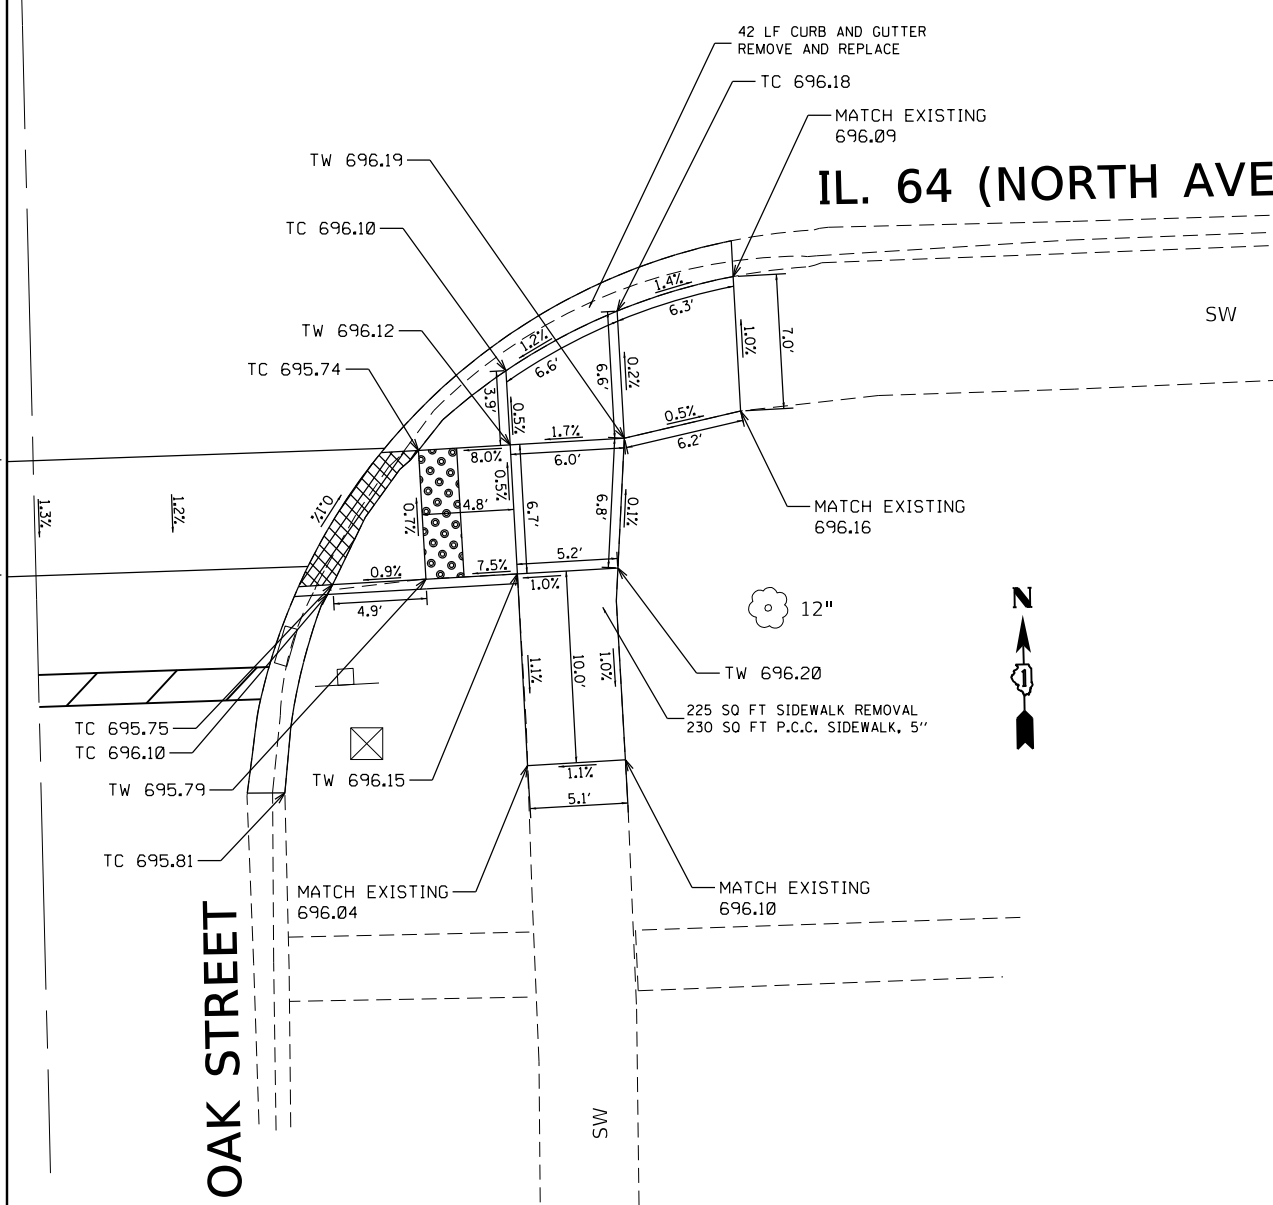 42 LF CURB AND GUTTER
REMOVE AND REPLACE
TC 696.18
MATCH EXISTING
696.09
TW 696.19
IL. 64 (NORTH AVE
TC 696.10
1.4%
6.3'
SW
TW 696.12
1.2%
6.6'
1.0%
7.0'
TC 695.74
6.6'
0.2%
3.9'
0.5%
1.7%
6.0'
0.5%
6.2'
8.0%
0.5%
MATCH EXISTING
696.16
1.3%
1.2%
0.1%
0.7%
4.8'
6.7'
6.8'
0.1%
5.2'
0.9%
7.5%
1.0%
4.9'
12"
N
1
1.1%
10.0'
1.0%
TW 696.20
225 SQ FT SIDEWALK REMOVAL
230 SQ FT P.C.C. SIDEWALK, 5''
TC 695.75
TC 696.10
TW 695.79
TW 696.15
1.1%
5.1'
TC 695.81
MATCH EXISTING
696.04
MATCH EXISTING
696.10
OAK STREET
SW